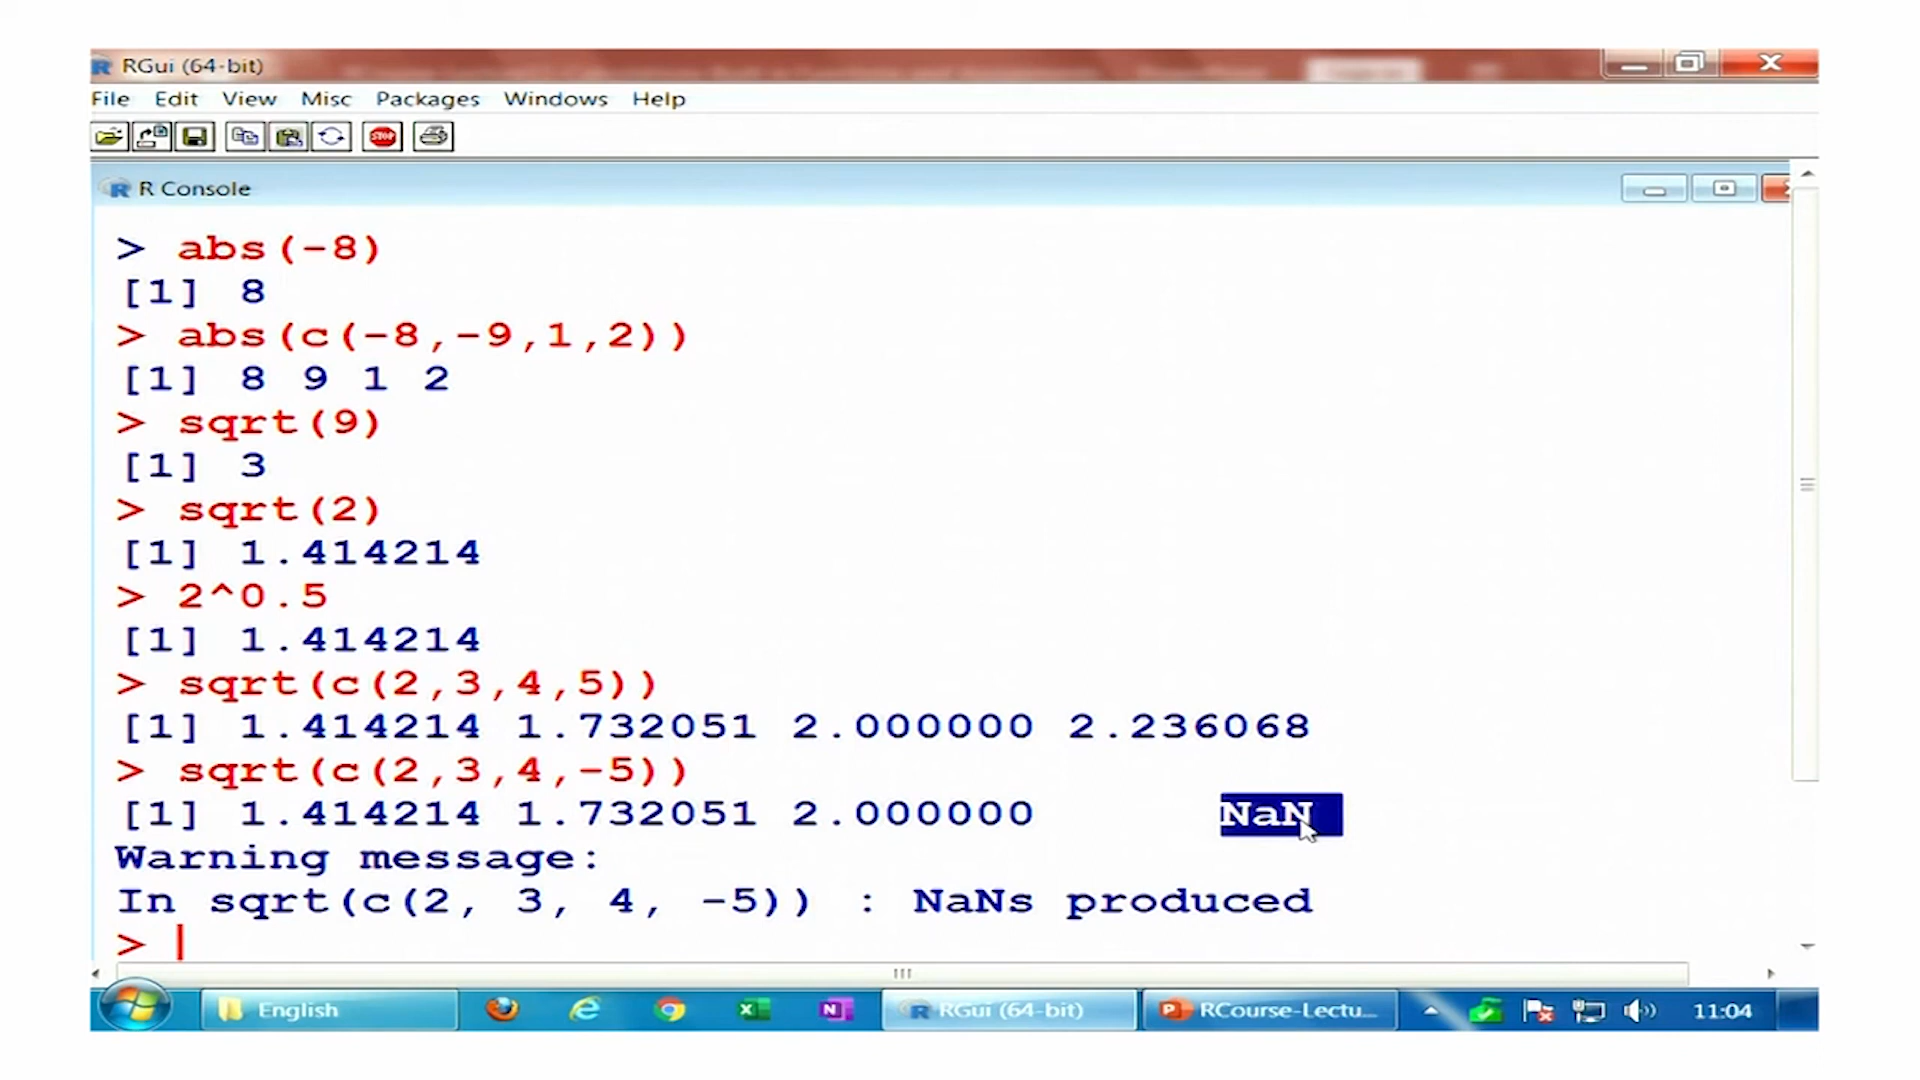 RGui (64-bit)
File Edit View Misc Packages Windows Help
STOP
R Console
> abs(-8)
[1] 8
> abs(c(-8,-9,1,2))
[1] 8 9 1 2
> sqrt(9)
[1] 3
> sqrt(2)
[1] 1.414214
> 2^0.5
[1] 1.414214
> sqrt(c(2,3,4,5))
[1] 1.414214 1.732051 2.000000 2.236068
> sqrt(c(2,3,4,-5))
[1] 1.414214 1.732051 2.000000 NaN
Warning message:
In sqrt(c(2, 3, 4, -5)) : NaNs produced
>
English RGui (64-bit) RCourse-Lectu... 11:04